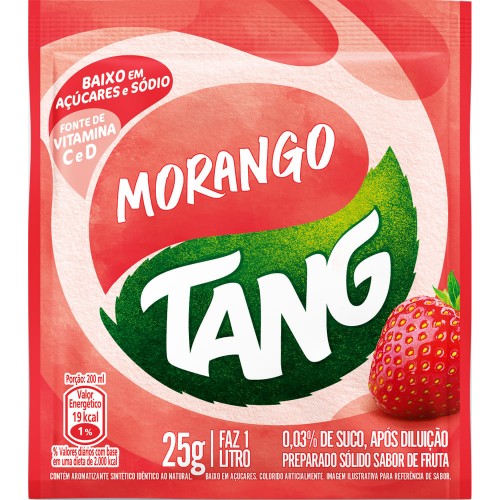 BAIXO EM
AÇÚCARES E SÓDIO
FONTE DE
VITAMINA
C e D
MORANGO
TANG
Porção: 200 ml
Valor
Energético
19 kcal
1%
% Valores diários com base
em uma dieta de 2.000 kcal
25g
FAZ 1
LITRO
0,03% DE SUCO, APÓS DILUIÇÃO
PREPARADO SÓLIDO SABOR DE FRUTA
CONTÉM AROMATIZANTE SINTÉTICO IDÊNTICO AO NATURAL. BAIXO EM AÇÚCARES. COLORIDO ARTIFICIALMENTE. IMAGEM ILUSTRATIVA PARA REFERÊNCIA DE SABOR.